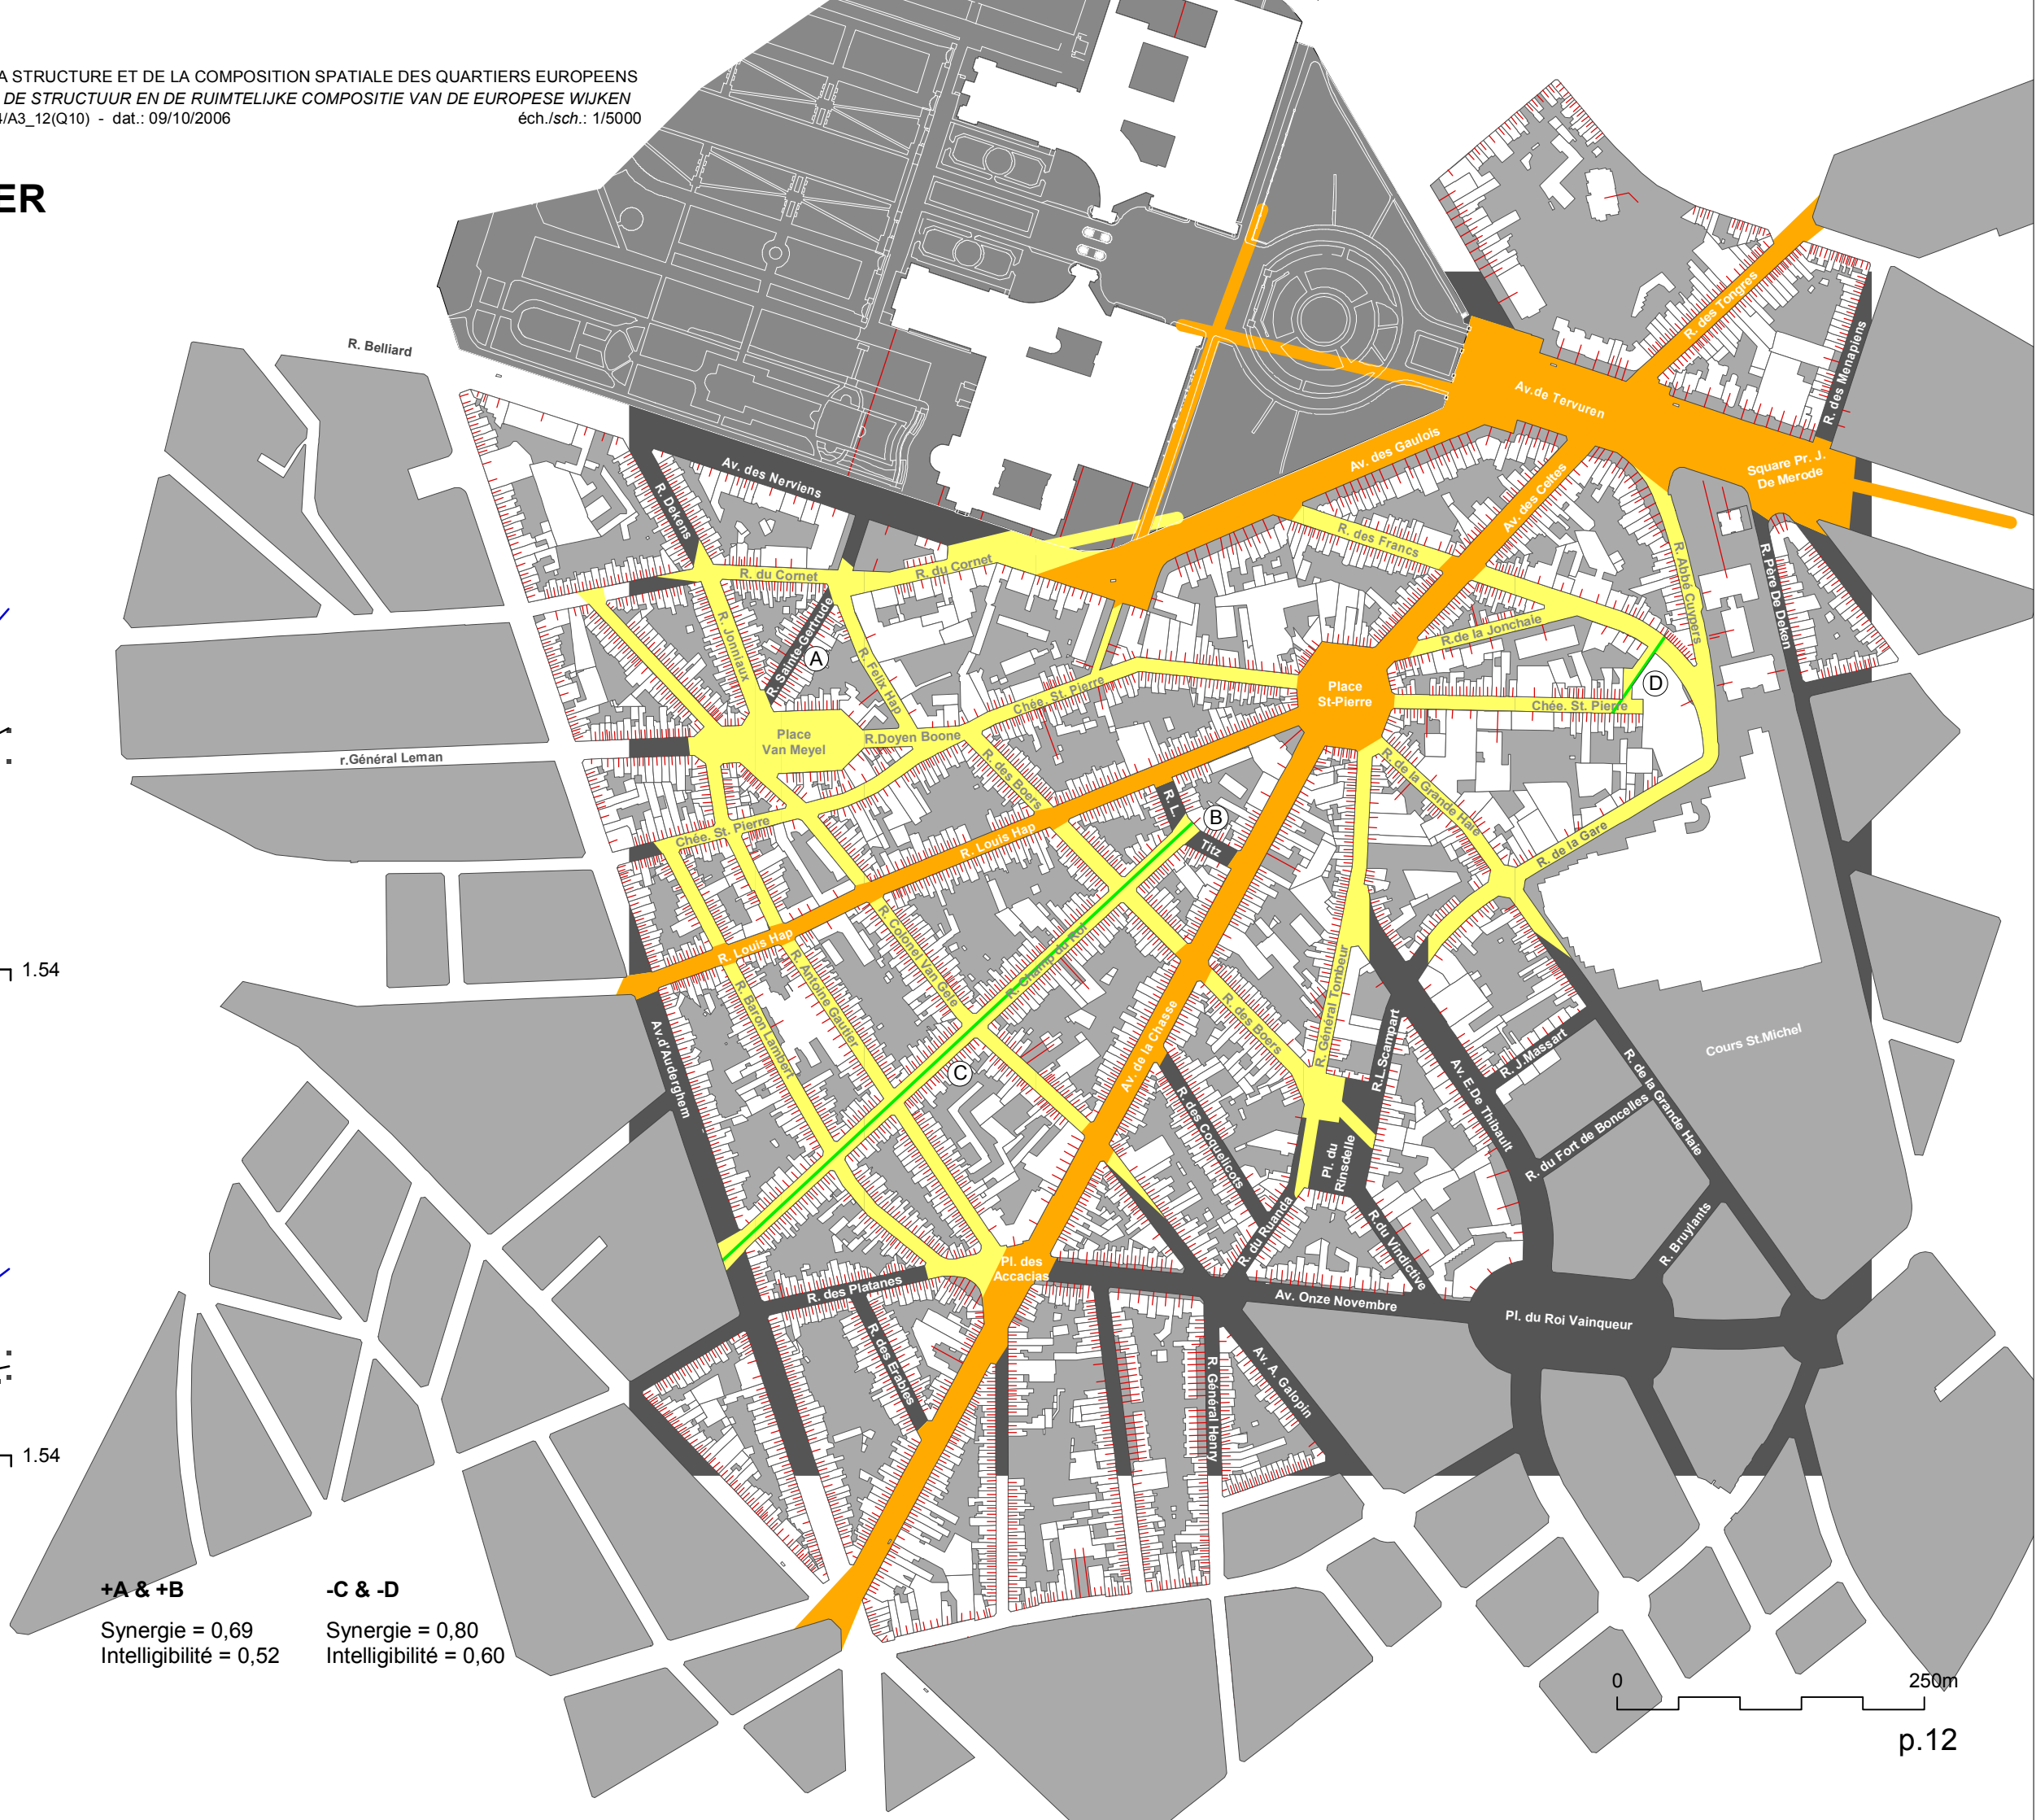 A STRUCTURE ET DE LA COMPOSITION SPATIALE DES QUARTIERS EUROPEENS
DE STRUCTUUR EN DE RUIMTELIJKE COMPOSITIE VAN DE EUROPESE WIJKEN
/A3_12(Q10) - dat.: 09/10/2006
éch./sch.: 1/5000
ER
R. Belliard
R. des Tongres
R. des Menapiens
Av.de Tervuren
Square Pr. J.
De Merode
Av. des Gaulois
Av. des Celtes
Av. des Nerviens
R. Dekens
R. des Francs
R. Abbé Cuypers
R. Père De Deken
R. du Cornet
R. du Cornet
R. Jonniaux
R. Sainte-Gertrude
A
R. Felix Hap
R.de la Jonchaie
D
Chée. St. Pierre
Place
St-Pierre
Chée. St. Pierre
Place
Van Meyel
R.Doyen Boone
r.Général Leman
R. des Boers
R. de la Grande Haie
R. L.
B
Titz
Chée. St. Pierre
R. Louis Hap
R. de la Gare
R. Louis Hap
R. Colonel Van Gele
R. Champ du Roi
R. Antoine Gautier
R. Baron Lambert
1.54
Av.d'Auderghem
C
Av. de la Chasse
R. des Boers
R. Général Tombeur
R.L.Scampart
Av. E.De Thibault
R. J.Massart
Cours St.Michel
R. de la Grande Haie
R. du Fort de Boncelles
R. des Coquelicots
Pl. du
Rinsdelle
R. du Ruanda
R.du Vindictive
R. Bruylants
Pl. des
Accacias
R. des Platanes
Av. Onze Novembre
Pl. du Roi Vainqueur
R. des Erables
R. Général Henry
Av. A. Galopin
1.54
+A & +B
-C & -D
Synergie = 0,69
Synergie = 0,80
Intelligibilité = 0,52
Intelligibilité = 0,60
0
250m
p.12